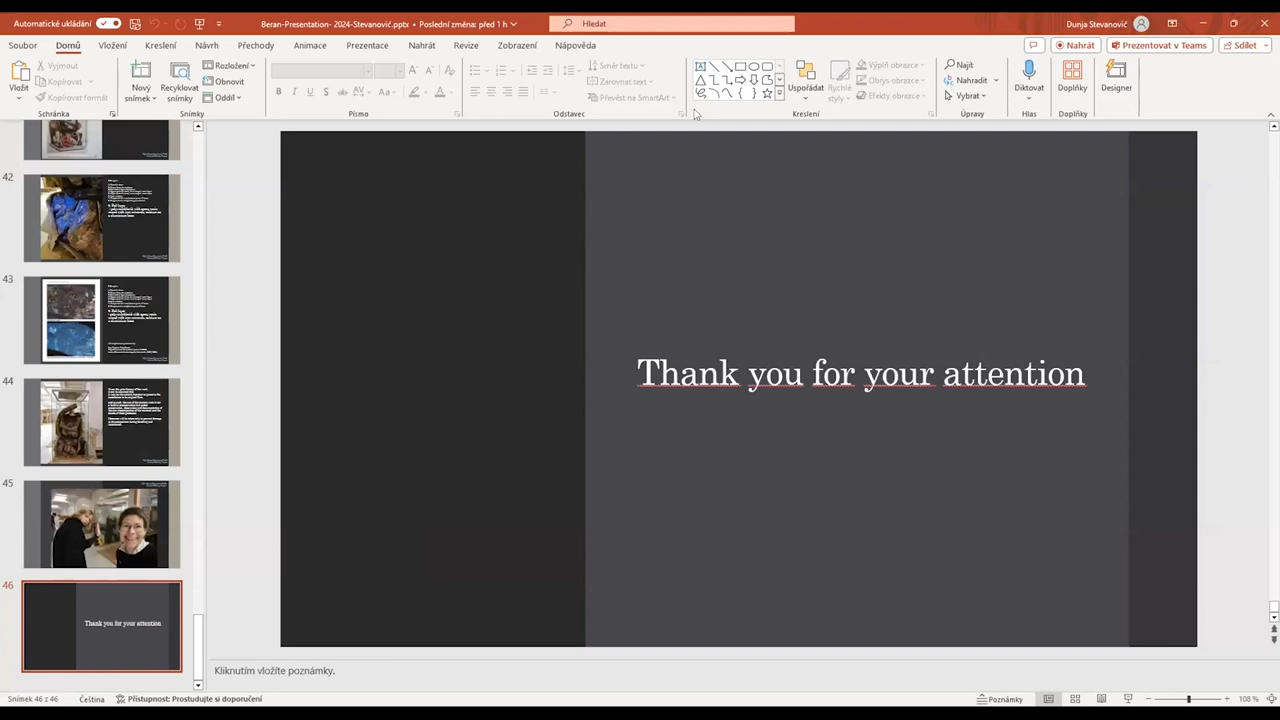 Automatické ukládání
Beran-Presentation- 2024-Stevanović.pptx • Poslední změna: před 1 h
Hledat
Dunja Stevanović
Soubor Domů Vložení Kreslení Návrh Přechody Animace Prezentace Nahrát Revize Zobrazení Nápověda
Nahrát
Prezentovat v Teams
Sdílet
Vložit
Vyjmout
Kopírovat
Kopírovat formát
Schránka
Nový snímek
Recyklovat snímky
Rozložení
Obnovit
Oddíl
Snímky
Písmo
Směr textu
Zarovnat text
Převést na SmartArt
Odstavec
Uspořádat
Rychlé styly
Výplň obrazce
Obrys obrazce
Efekty obrazce
Kreslení
Najít
Nahradit
Vybrat
Úpravy
Diktovat
Hlas
Doplňky
Doplňky
Designer
42
43
44
45
46
Thank you for your attention
Thank you for your attention
Kliknutím vložíte poznámky.
Snímek 46 z 46
Čeština
Přístupnost: Prostudujte si doporučení
Poznámky
108 %